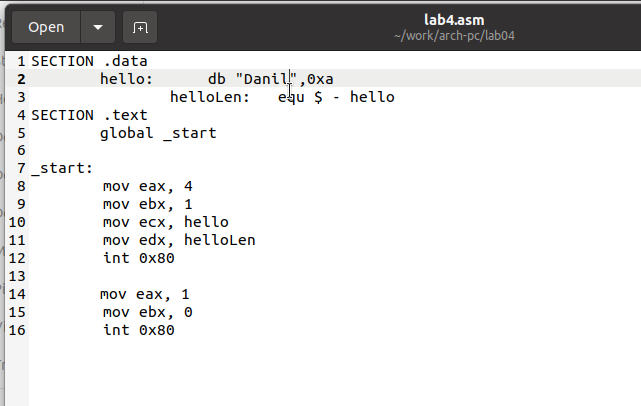 Open
lab4.asm
~/work/arch-pc/lab04
1 SECTION .data
2 hello: db "Danil",0xa
3 helloLen: equ $ - hello
4 SECTION .text
5 global _start
6
7 _start:
8 mov eax, 4
9 mov ebx, 1
10 mov ecx, hello
11 mov edx, helloLen
12 int 0x80
13
14 mov eax, 1
15 mov ebx, 0
16 int 0x80